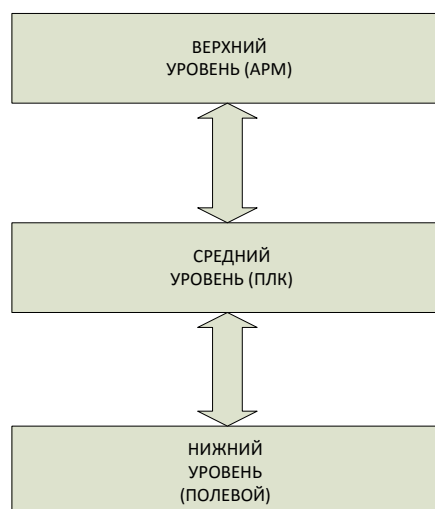 ВЕРХНИЙ
УРОВЕНЬ (АРМ)
СРЕДНИЙ
УРОВЕНЬ (ПЛК)
НИЖНИЙ
УРОВЕНЬ
(ПОЛЕВОЙ)